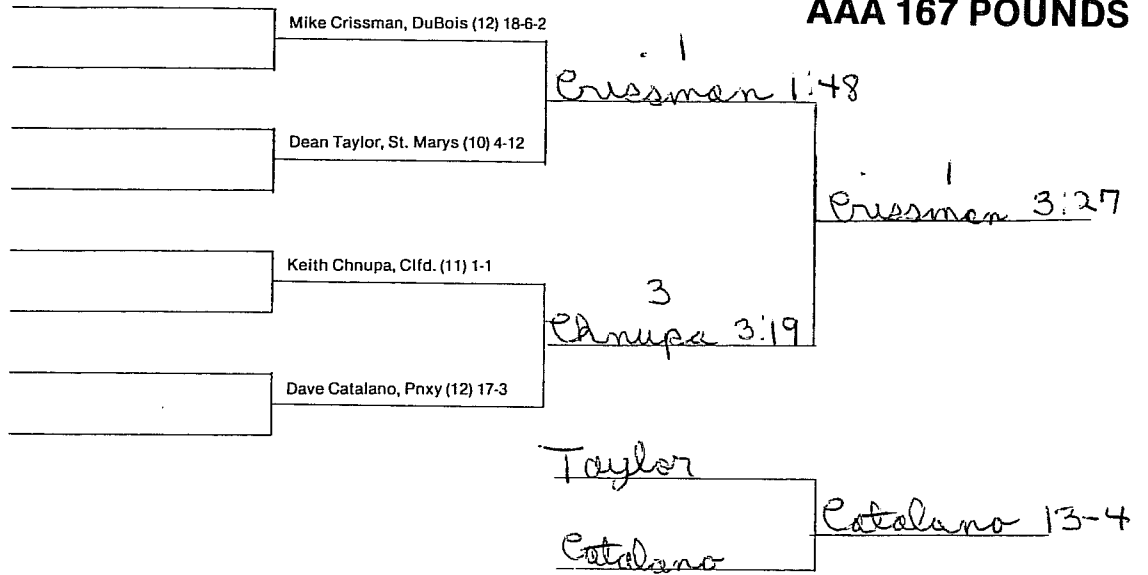 AAA 167 POUNDS
Mike Crissman, DuBois (12) 18-6-2
1
Crissman 1:48
Dean Taylor, St. Marys (10) 4-12
1
Crissman 3:27
Keith Chnupa, Clfd. (11) 1-1
3
Chnupa 3:19
Dave Catalano, Pnxy (12) 17-3
Taylor
Catalano 13-4
Catalano